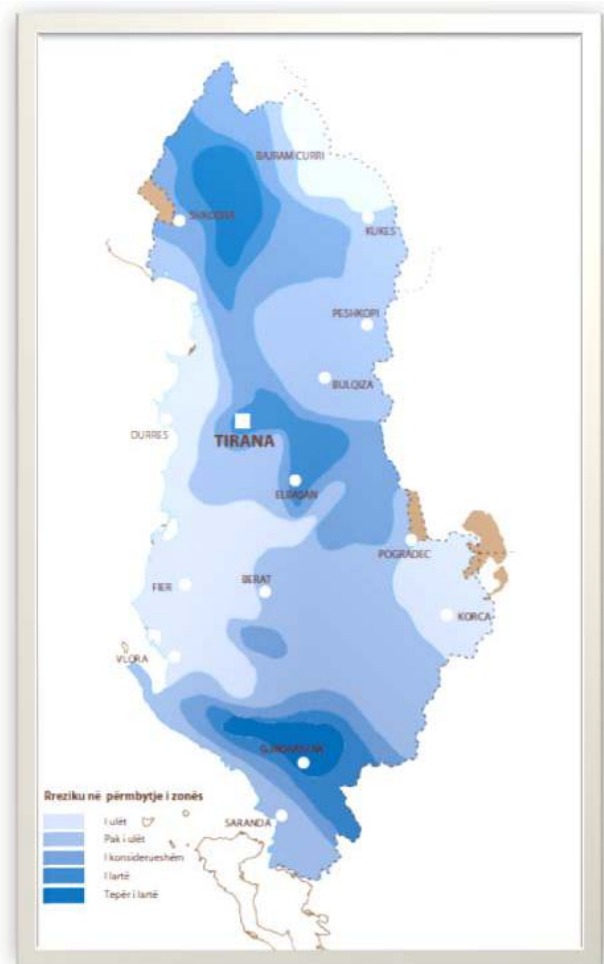 BAJRAM CURRI
SHKODRA
KUKES
PESHKOPI
BULQIZA
DURRES
TIRANA
ELBASAN
POGRADEC
FIER
BERAT
KORCA
VLORA
GJIROKASTRA
Rreziku në përmbytje i zonës
I ulët
SARANDA
Pak i ulët
I konsiderueshëm
I lartë
Tepër i lartë